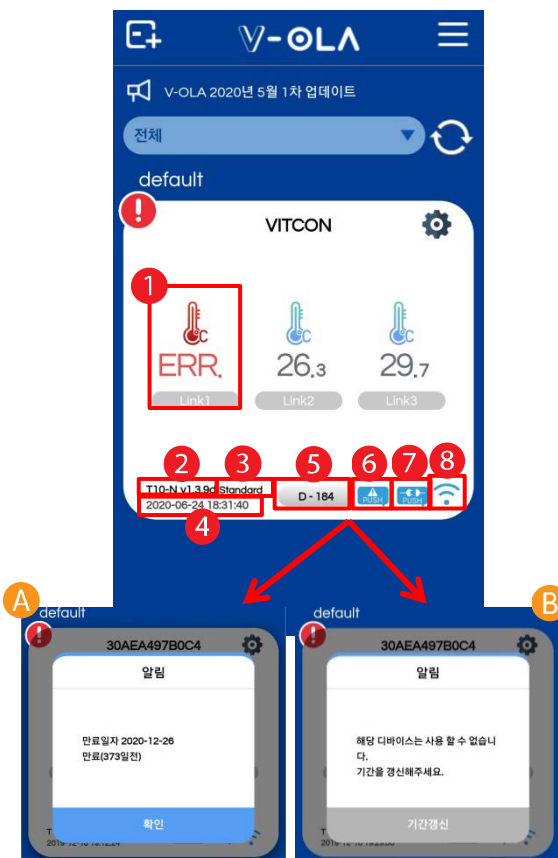 V-OLA
V-OLA 2020년 5월 1차 업데이트
전체
default
VITCON
1
C C C
ERR. 26.3 29.7
Link1 Link2 Link3
2 3 5 6 7 8
T10-N v1.3.9d Standard D - 184 PUSH PUSH
2020-06-24 18:31:40
4
A default
30AEA497B0C4
알림
만료일자 2020-12-26
만료(373일전)
확인
B default
30AEA497B0C4
알림
해당 디바이스는 사용 할 수 없습니
다.
기간을 갱신해주세요.
기간갱신